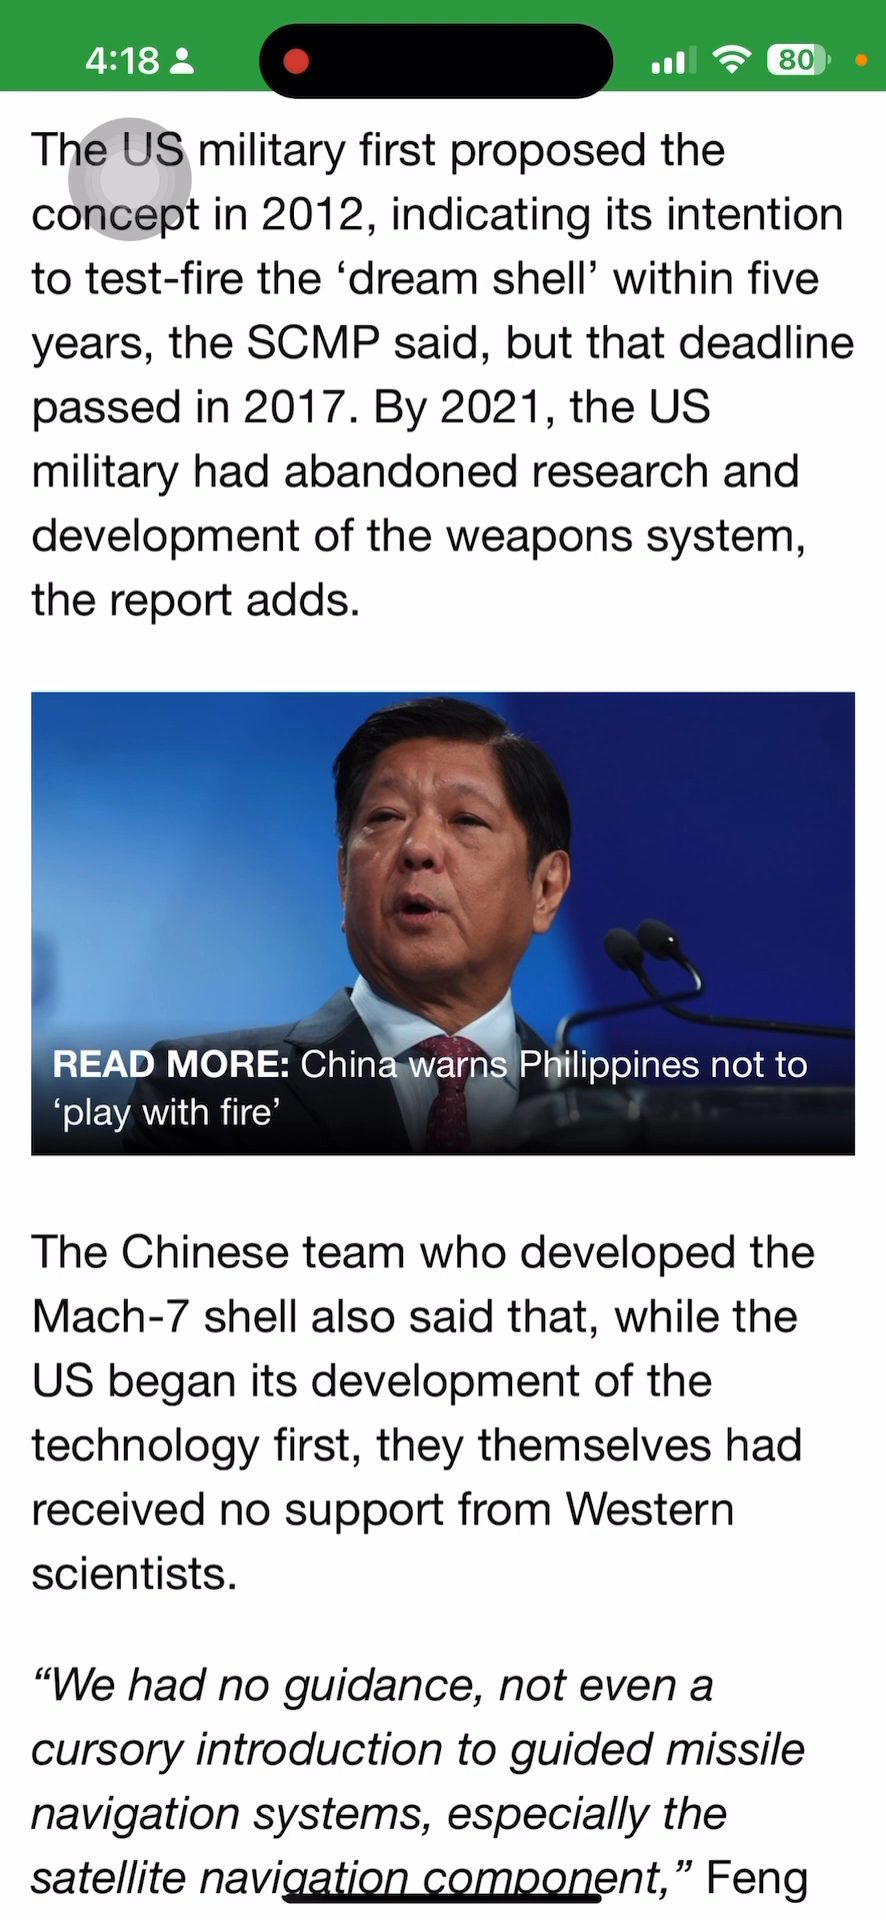 4:18
80
The US military first proposed the
concept in 2012, indicating its intention
to test-fire the ‘dream shell’ within five
years, the SCMP said, but that deadline
passed in 2017. By 2021, the US
military had abandoned research and
development of the weapons system,
the report adds.
READ MORE: China warns Philippines not to
‘play with fire’
The Chinese team who developed the
Mach-7 shell also said that, while the
US began its development of the
technology first, they themselves had
received no support from Western
scientists.
“We had no guidance, not even a
cursory introduction to guided missile
navigation systems, especially the
satellite navigation component,” Feng